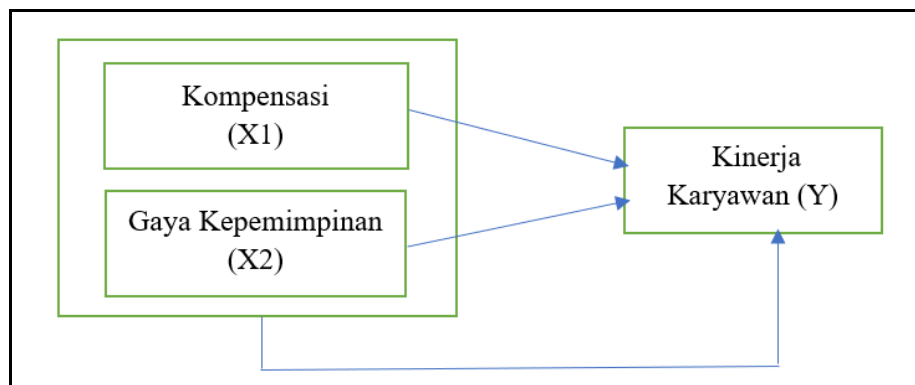 Kompensasi
(X1)
Gaya Kepemimpinan
(X2)
Kinerja
Karyawan (Y)